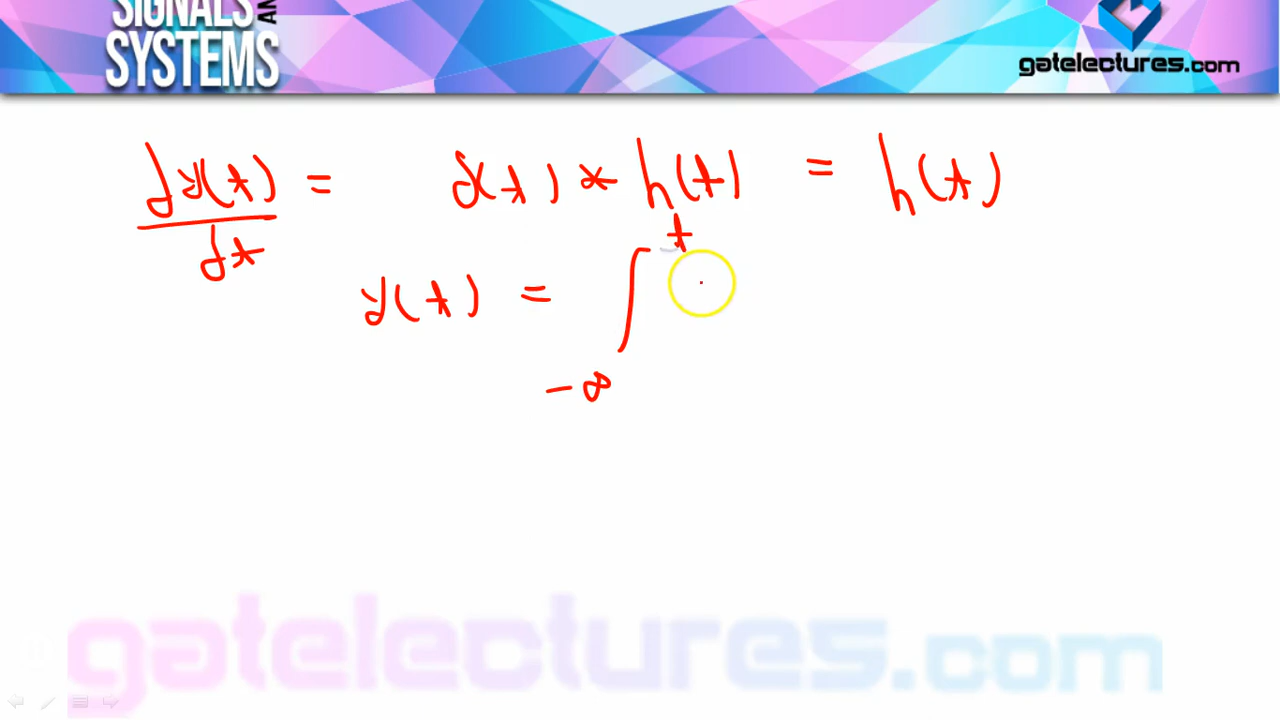 SIGNALS AND
SYSTEMS
gatelectures.com
dy(t)/dt = δ(t) * h(t) = h(t)
y(t) = ∫_{-∞}^{t}
gatelectures.com